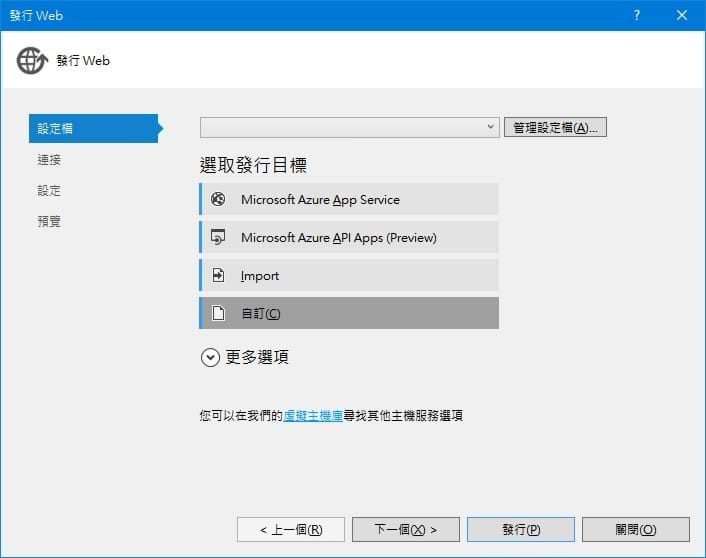 發行 Web
?
發行 Web
設定檔
連接
設定
預覽
管理設定檔(A)...
選取發行目標
Microsoft Azure App Service
Microsoft Azure API Apps (Preview)
Import
自訂(C)
更多選項
您可以在我們的虛擬主機庫尋找其他主機服務選項
< 上一個(R)
下一個(X) >
發行(P)
關閉(O)